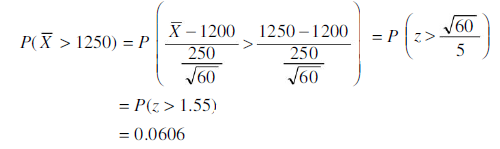 P(X̄ > 1250) = P( (X̄ − 1200)/(250/√60) > (1250 − 1200)/(250/√60) ) = P( z > √60/5 )
= P(z > 1.55)
= 0.0606